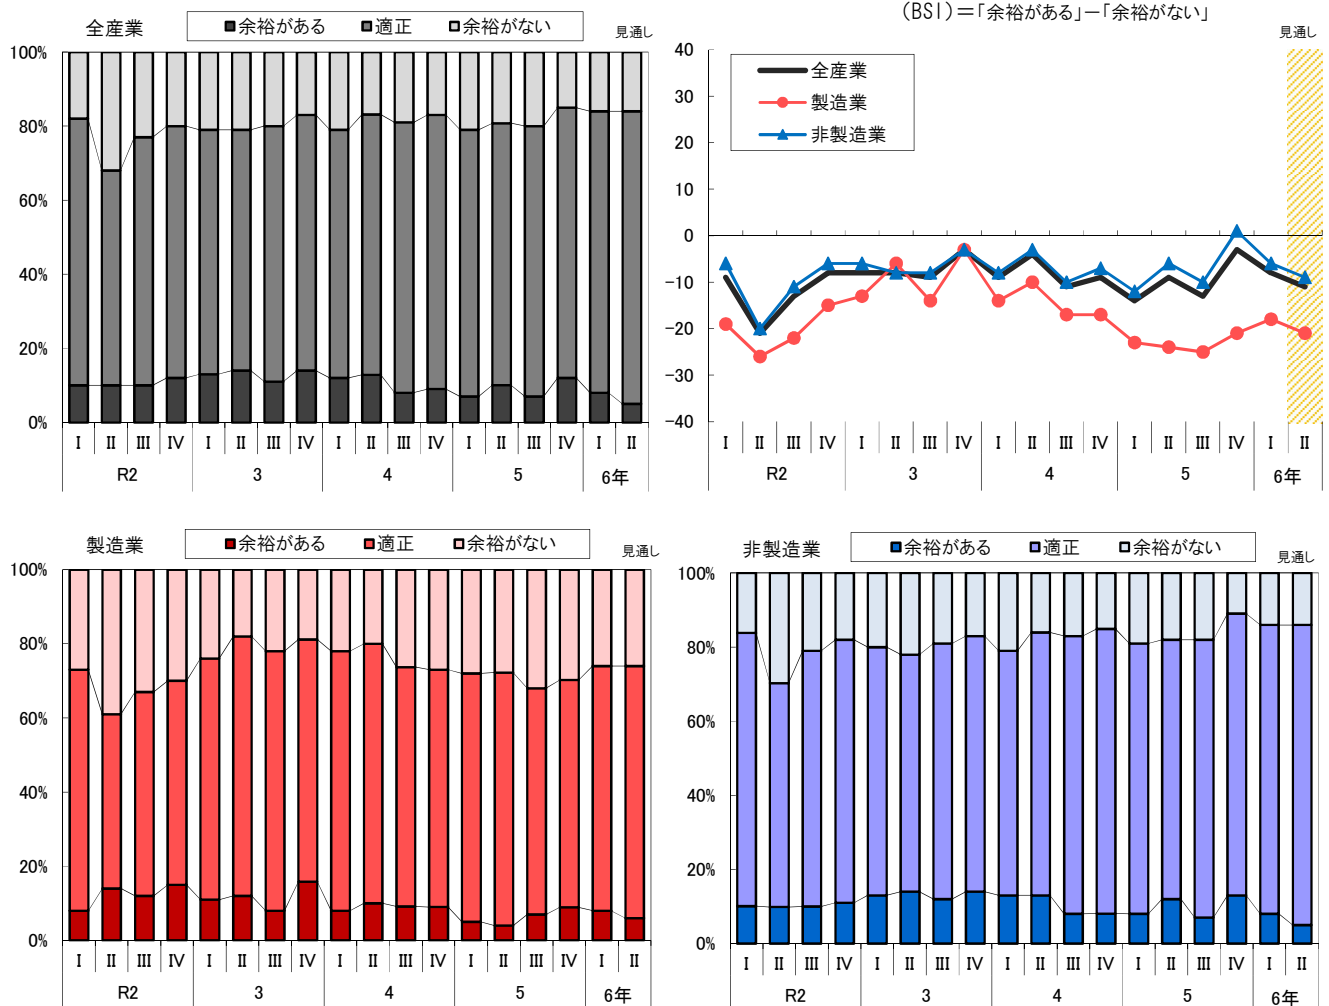 全産業
余裕がある 適正 余裕がない
見通し
100%
80%
60%
40%
20%
0%
Ⅰ Ⅱ Ⅲ Ⅳ Ⅰ Ⅱ Ⅲ Ⅳ Ⅰ Ⅱ Ⅲ Ⅳ Ⅰ Ⅱ Ⅲ Ⅳ Ⅰ Ⅱ
R2 3 4 5 6年
(BSI)=「余裕がある」-「余裕がない」
見通し
全産業
製造業
非製造業
40
30
20
10
0
-10
-20
-30
-40
Ⅰ Ⅱ Ⅲ Ⅳ Ⅰ Ⅱ Ⅲ Ⅳ Ⅰ Ⅱ Ⅲ Ⅳ Ⅰ Ⅱ Ⅲ Ⅳ Ⅰ Ⅱ
R2 3 4 5 6年
製造業
余裕がある 適正 余裕がない
見通し
100%
80%
60%
40%
20%
0%
Ⅰ Ⅱ Ⅲ Ⅳ Ⅰ Ⅱ Ⅲ Ⅳ Ⅰ Ⅱ Ⅲ Ⅳ Ⅰ Ⅱ Ⅲ Ⅳ Ⅰ Ⅱ
R2 3 4 5 6年
非製造業
余裕がある 適正 余裕がない
見通し
100%
80%
60%
40%
20%
0%
Ⅰ Ⅱ Ⅲ Ⅳ Ⅰ Ⅱ Ⅲ Ⅳ Ⅰ Ⅱ Ⅲ Ⅳ Ⅰ Ⅱ Ⅲ Ⅳ Ⅰ Ⅱ
R2 3 4 5 6年